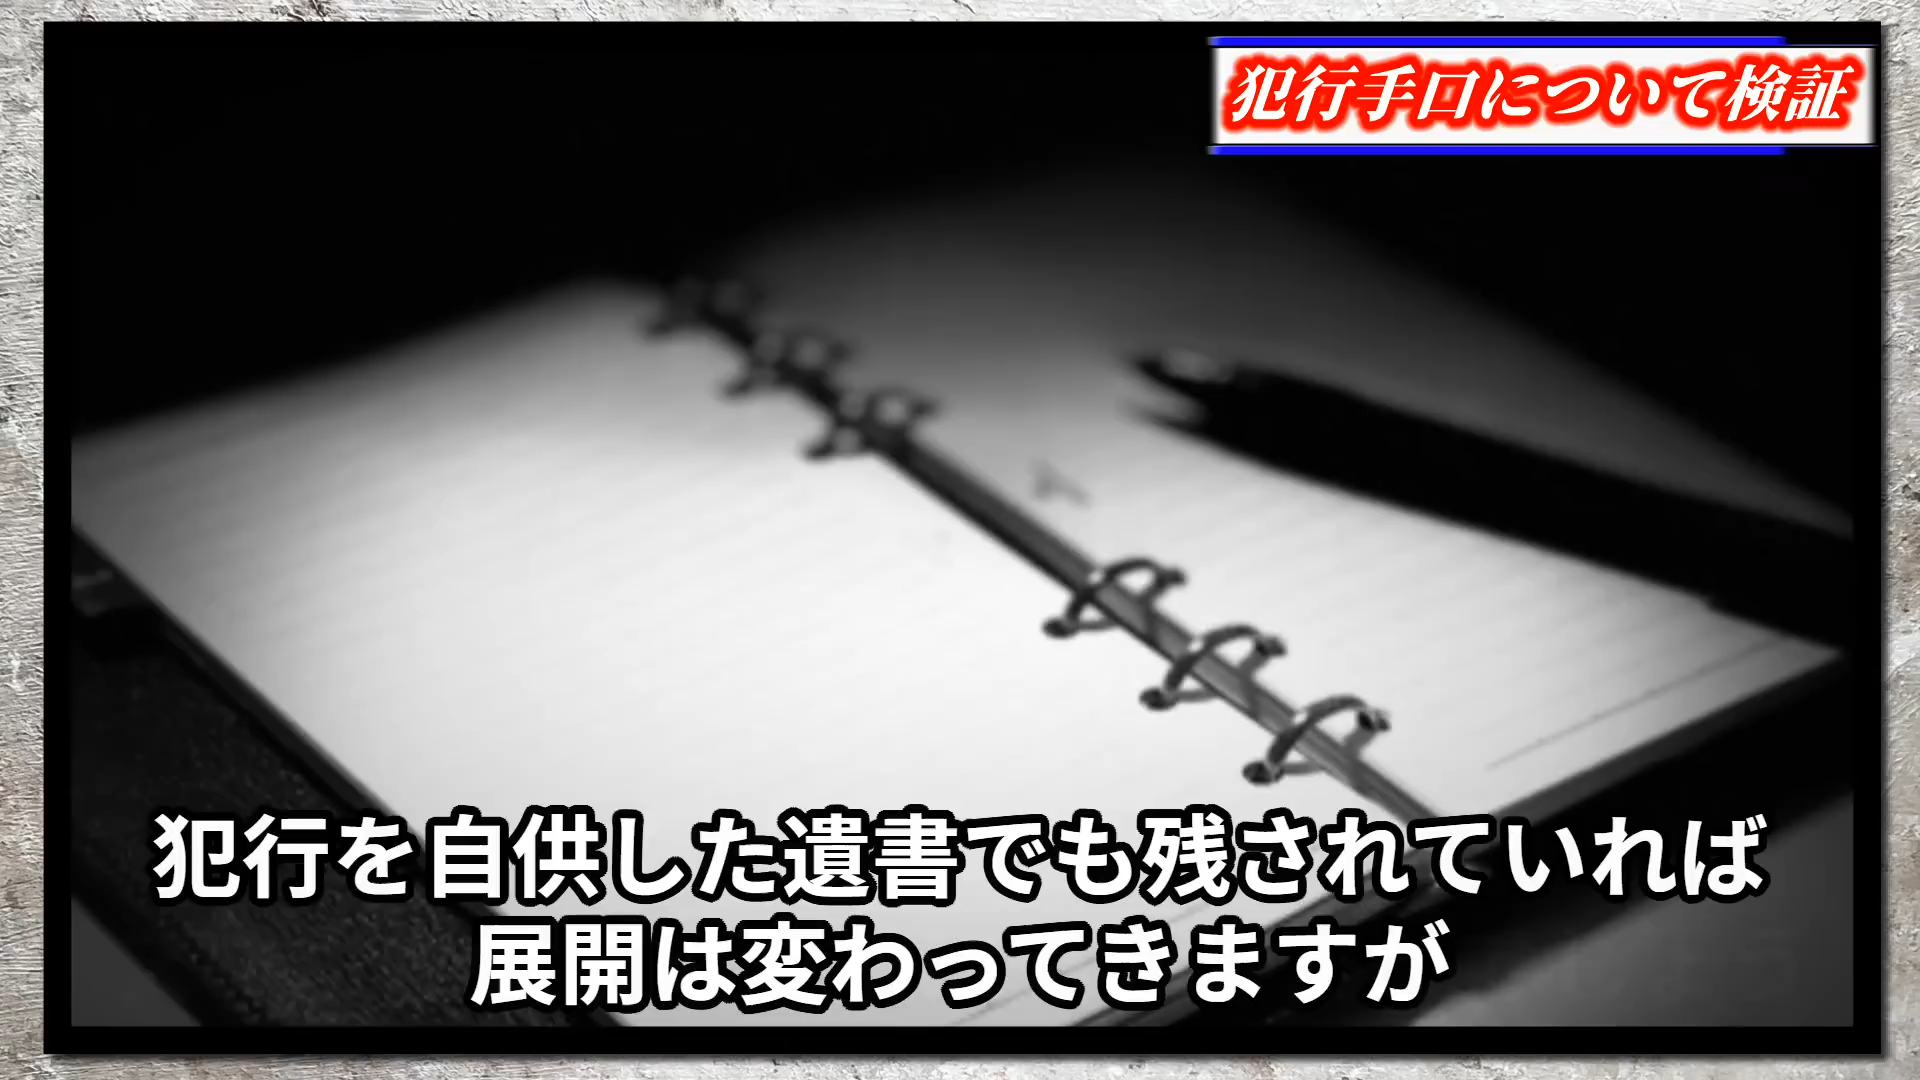 犯行手口について検証
犯行を自供した遺書でも残されていれば
展開は変わってきますが